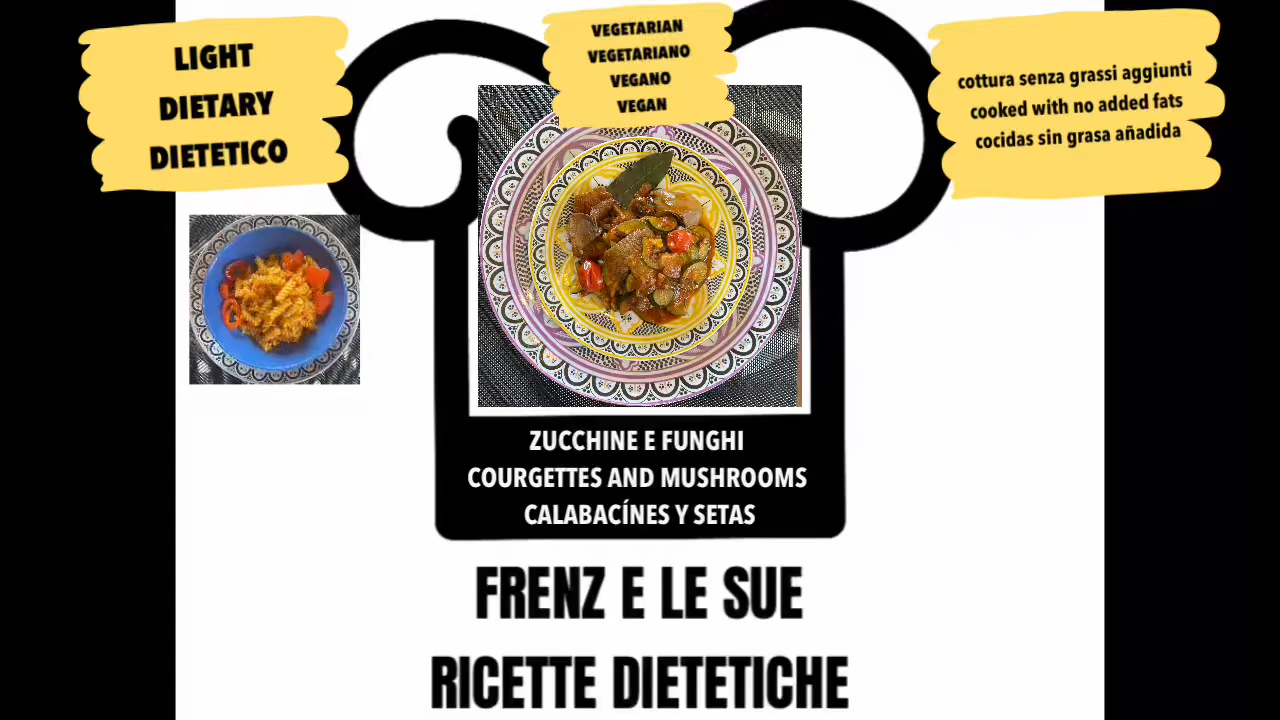 LIGHT
DIETARY
DIETETICO
VEGETARIAN
VEGETARIANO
VEGANO
VEGAN
cottura senza grassi aggiunti
cooked with no added fats
cocidas sin grasa añadida
ZUCCHINE E FUNGHI
COURGETTES AND MUSHROOMS
CALABACÍNES Y SETAS
FRENZ E LE SUE
RICETTE DIETETICHE